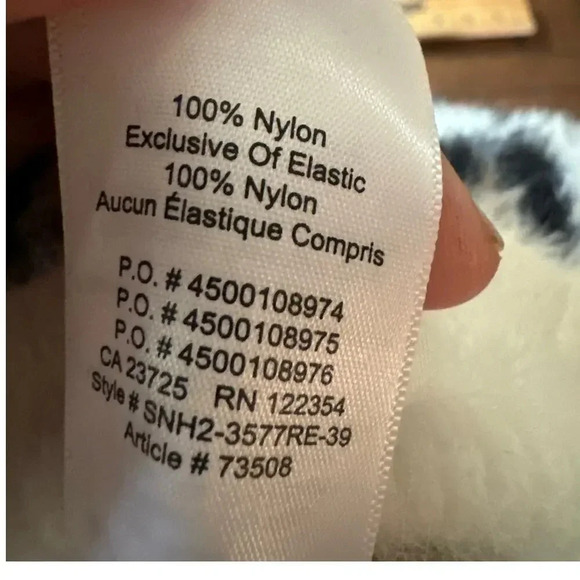 100% Nylon
Exclusive Of Elastic
100% Nylon
Aucun Élastique Compris
P.O. # 4500108974
P.O. # 4500108975
P.O. # 4500108976
CA 23725 RN 122354
Style # SNH2-3577RE-39
Article # 73508